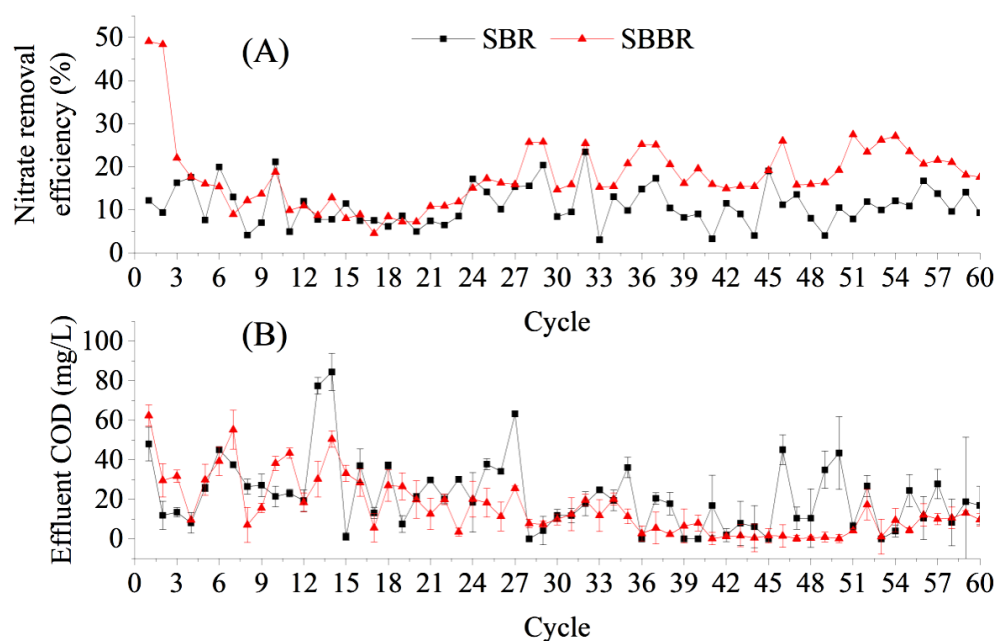 (A)
SBR SBBR
Nitrate removal
efficiency (%)
50
40
30
20
10
0
0 3 6 9 12 15 18 21 24 27 30 33 36 39 42 45 48 51 54 57 60
Cycle
(B)
Effluent COD (mg/L)
100
80
60
40
20
0
0 3 6 9 12 15 18 21 24 27 30 33 36 39 42 45 48 51 54 57 60
Cycle